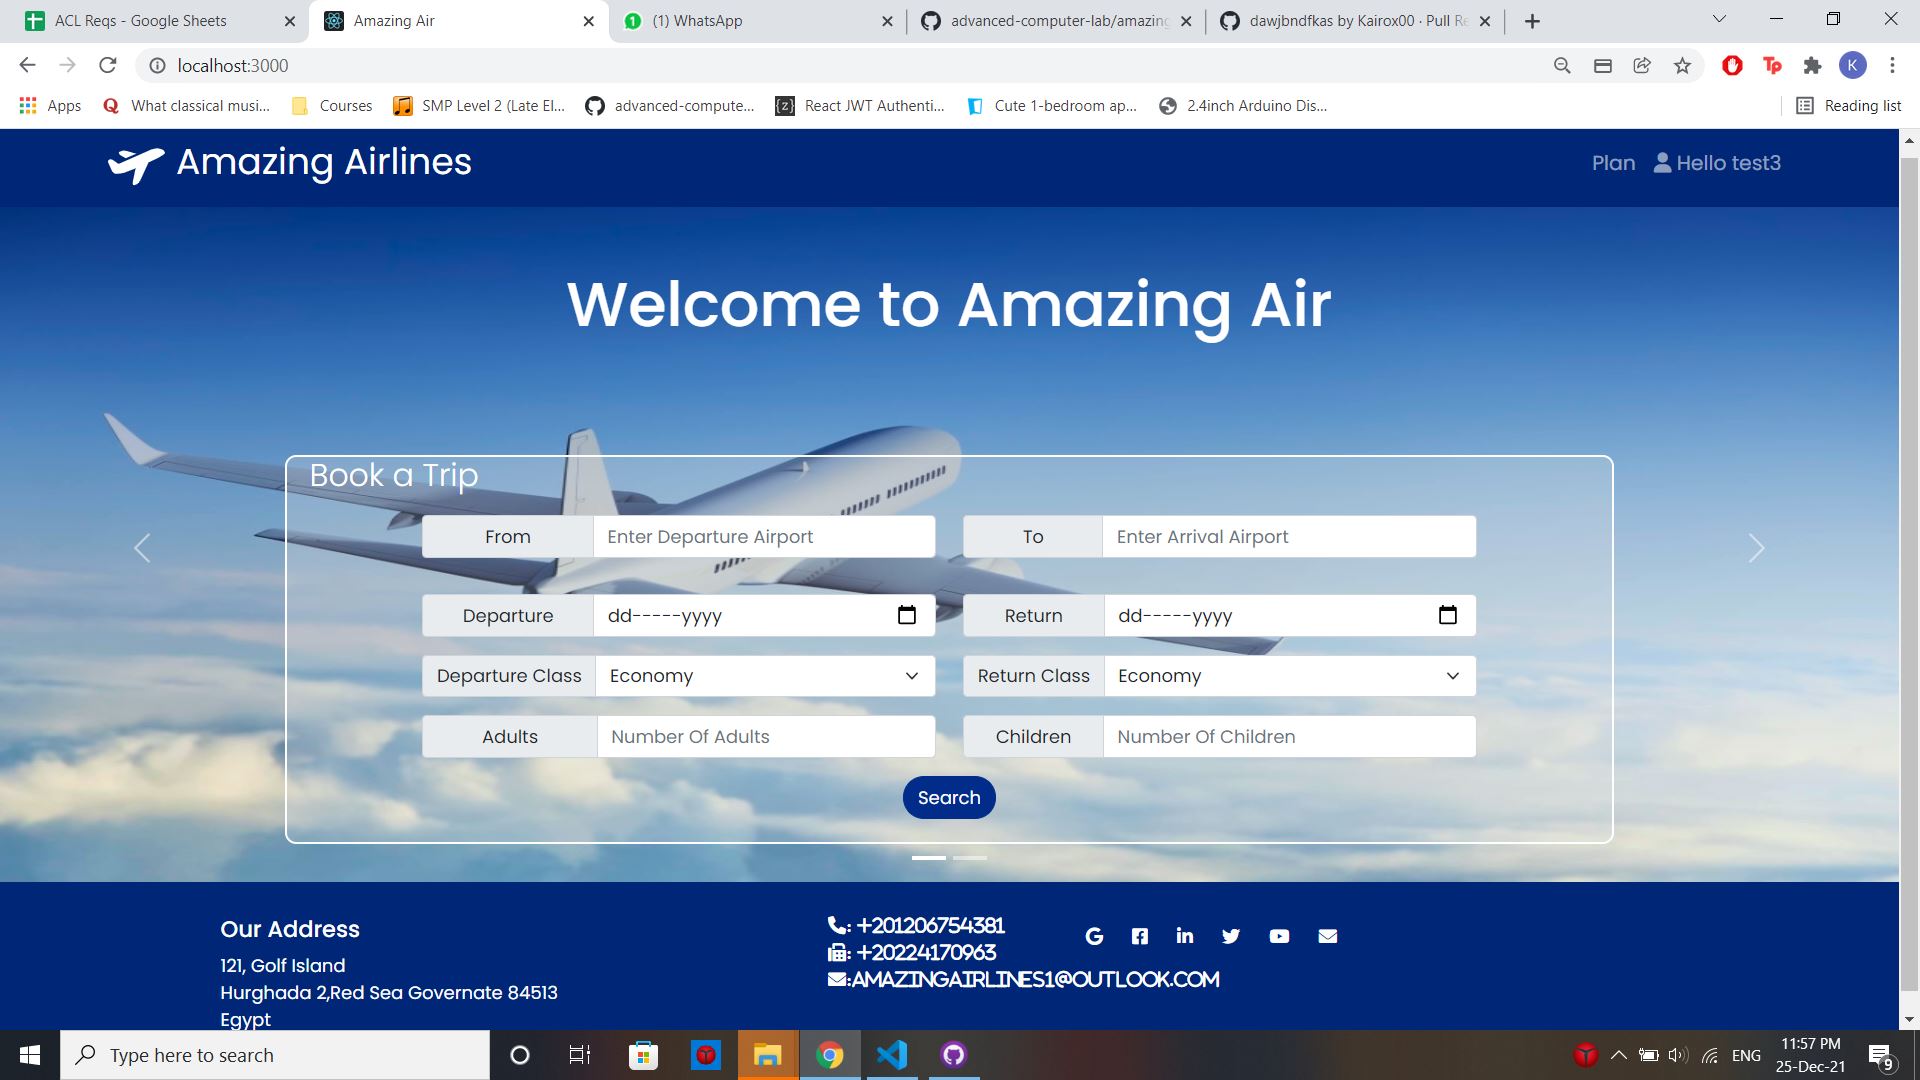 ACL Reqs - Google Sheets
Amazing Air
(1) WhatsApp
advanced-computer-lab/amazing
dawjbndfkas by Kairox00 · Pull Re
localhost:3000
K
Apps
What classical musi...
Courses
SMP Level 2 (Late El...
advanced-compute...
React JWT Authenti...
Cute 1-bedroom ap...
2.4inch Arduino Dis...
Reading list
Amazing Airlines
Plan
Hello test3
Welcome to Amazing Air
Book a Trip
From
Enter Departure Airport
To
Enter Arrival Airport
Departure
dd-----yyyy
Return
dd-----yyyy
Departure Class
Economy
Return Class
Economy
Adults
Number Of Adults
Children
Number Of Children
Search
Our Address
121, Golf Island
Hurghada 2,Red Sea Governate 84513
Egypt
: +201206754381
: +20224170963
:AMAZINGAIRLINES1@OUTLOOK.COM
Type here to search
ENG
11:57 PM
25-Dec-21
9